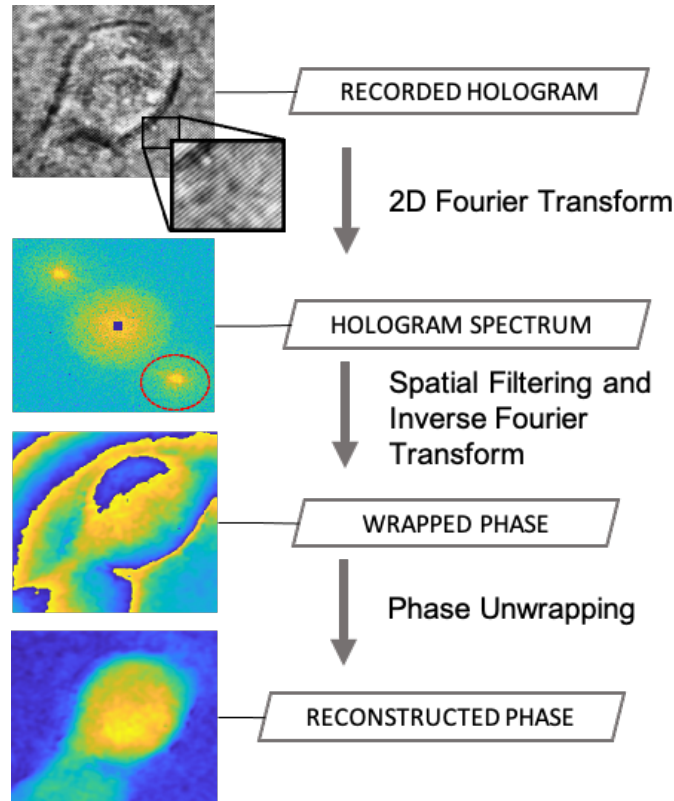 RECORDED HOLOGRAM
2D Fourier Transform
HOLOGRAM SPECTRUM
Spatial Filtering and
Inverse Fourier
Transform
WRAPPED PHASE
Phase Unwrapping
RECONSTRUCTED PHASE